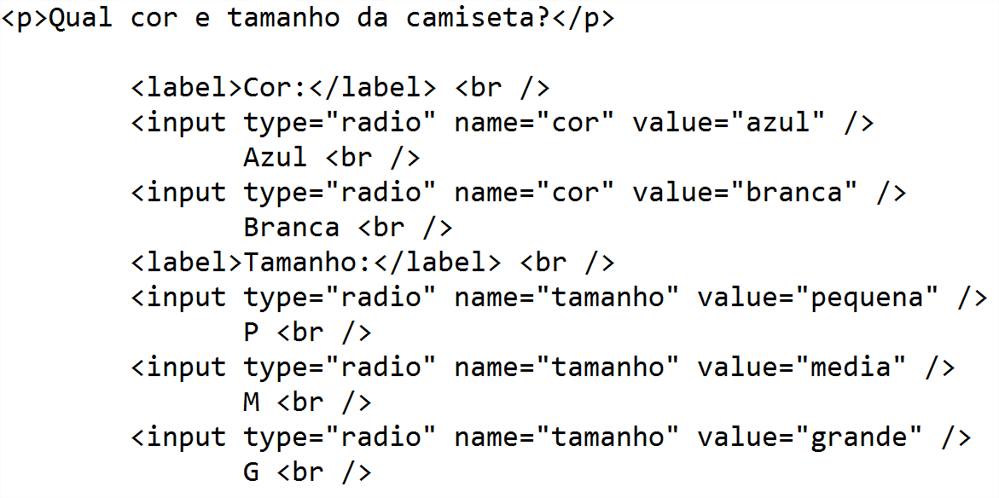 <p>Qual cor e tamanho da camiseta?</p>
<label>Cor:</label> <br />
<input type="radio" name="cor" value="azul" />
Azul <br />
<input type="radio" name="cor" value="branca" />
Branca <br />
<label>Tamanho:</label> <br />
<input type="radio" name="tamanho" value="pequena" />
P <br />
<input type="radio" name="tamanho" value="media" />
M <br />
<input type="radio" name="tamanho" value="grande" />
G <br />